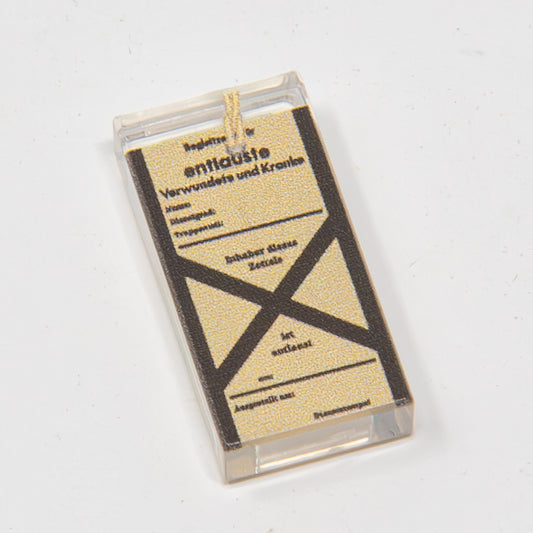 entlauste
Verwundete und Kranke
Name:
Dienstgrad:
Truppenteil:
Inhaber dieses
Zettels
ist
entlaust
am:
Ausgestellt am:
Dienststempel